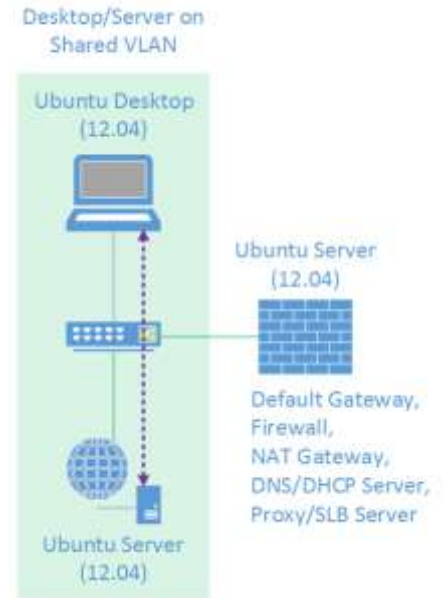 Desktop/Server on
Shared VLAN
Ubuntu Desktop
(12.04)
Ubuntu Server
(12.04)
Default Gateway,
Firewall,
NAT Gateway,
DNS/DHCP Server,
Proxy/SLB Server
Ubuntu Server
(12.04)